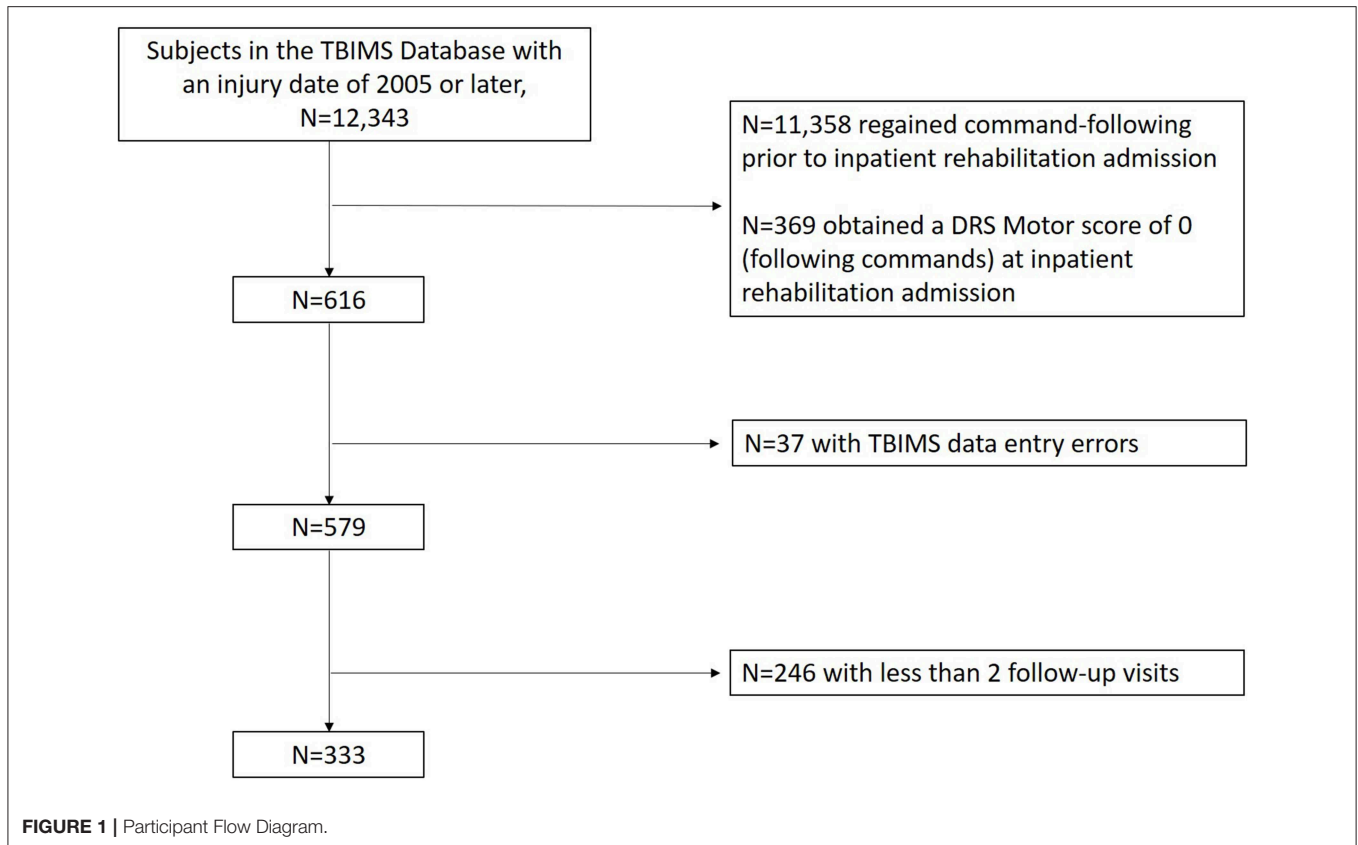 Subjects in the TBIMS Database with
an injury date of 2005 or later,
N=12,343
N=11,358 regained command-following
prior to inpatient rehabilitation admission
N=369 obtained a DRS Motor score of 0
(following commands) at inpatient
rehabilitation admission
N=616
N=37 with TBIMS data entry errors
N=579
N=246 with less than 2 follow-up visits
N=333
FIGURE 1 | Participant Flow Diagram.